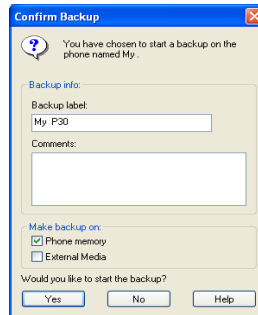 Confirm Backup
You have chosen to start a backup on the
phone named My .
Backup info:
Backup label:
My P30
Comments:
Make backup on:
Phone memory
External Media
Would you like to start the backup?
Yes
No
Help